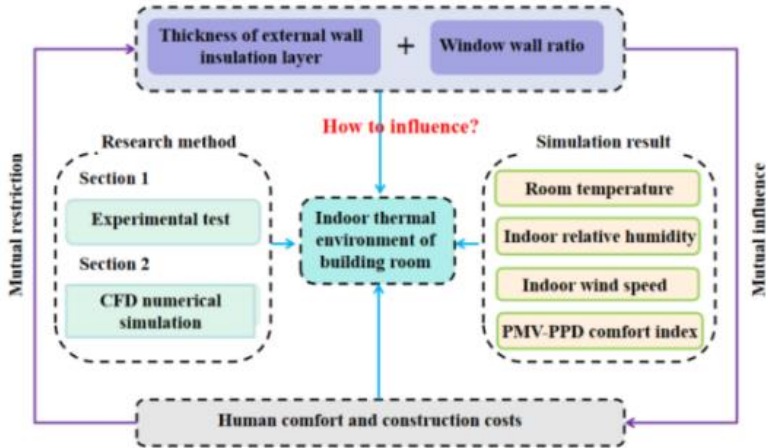 Thickness of external wall
insulation layer
+
Window wall ratio
How to influence?
Mutual restriction
Research method
Section 1
Experimental test
Section 2
CFD numerical
simulation
Indoor thermal
environment of
building room
Simulation result
Room temperature
Indoor relative humidity
Indoor wind speed
PMV-PPD comfort index
Mutual influence
Human comfort and construction costs